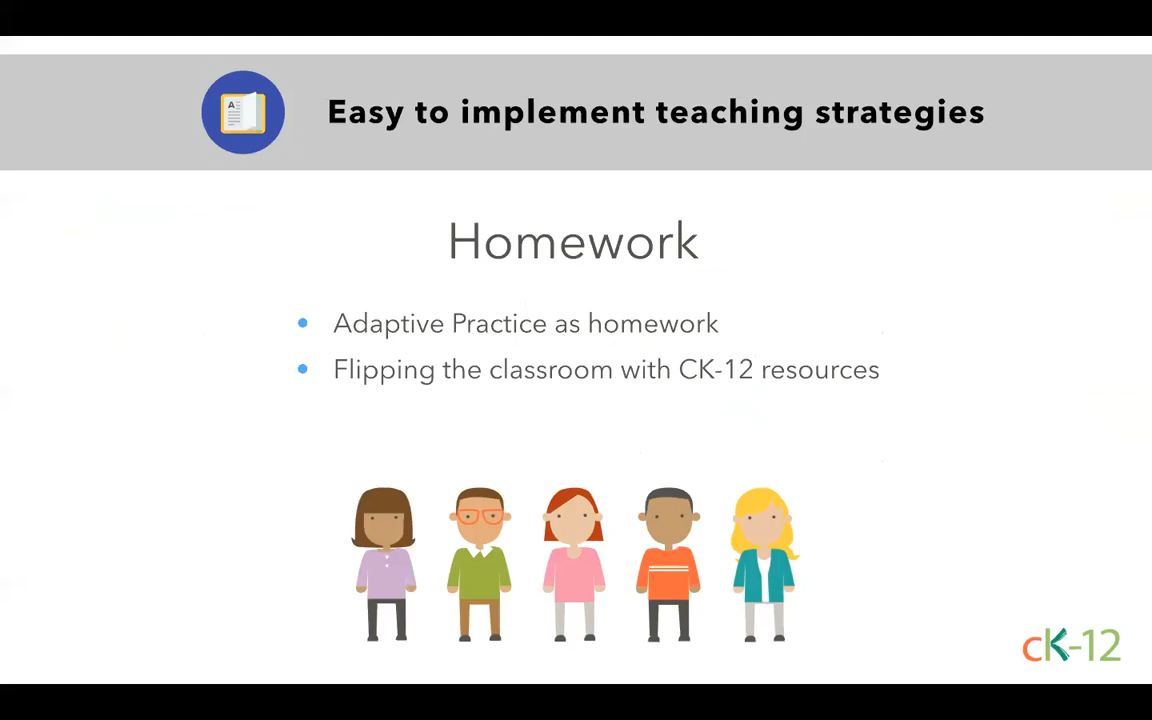 A
Easy to implement teaching strategies
Homework
• Adaptive Practice as homework
• Flipping the classroom with CK-12 resources
cK-12